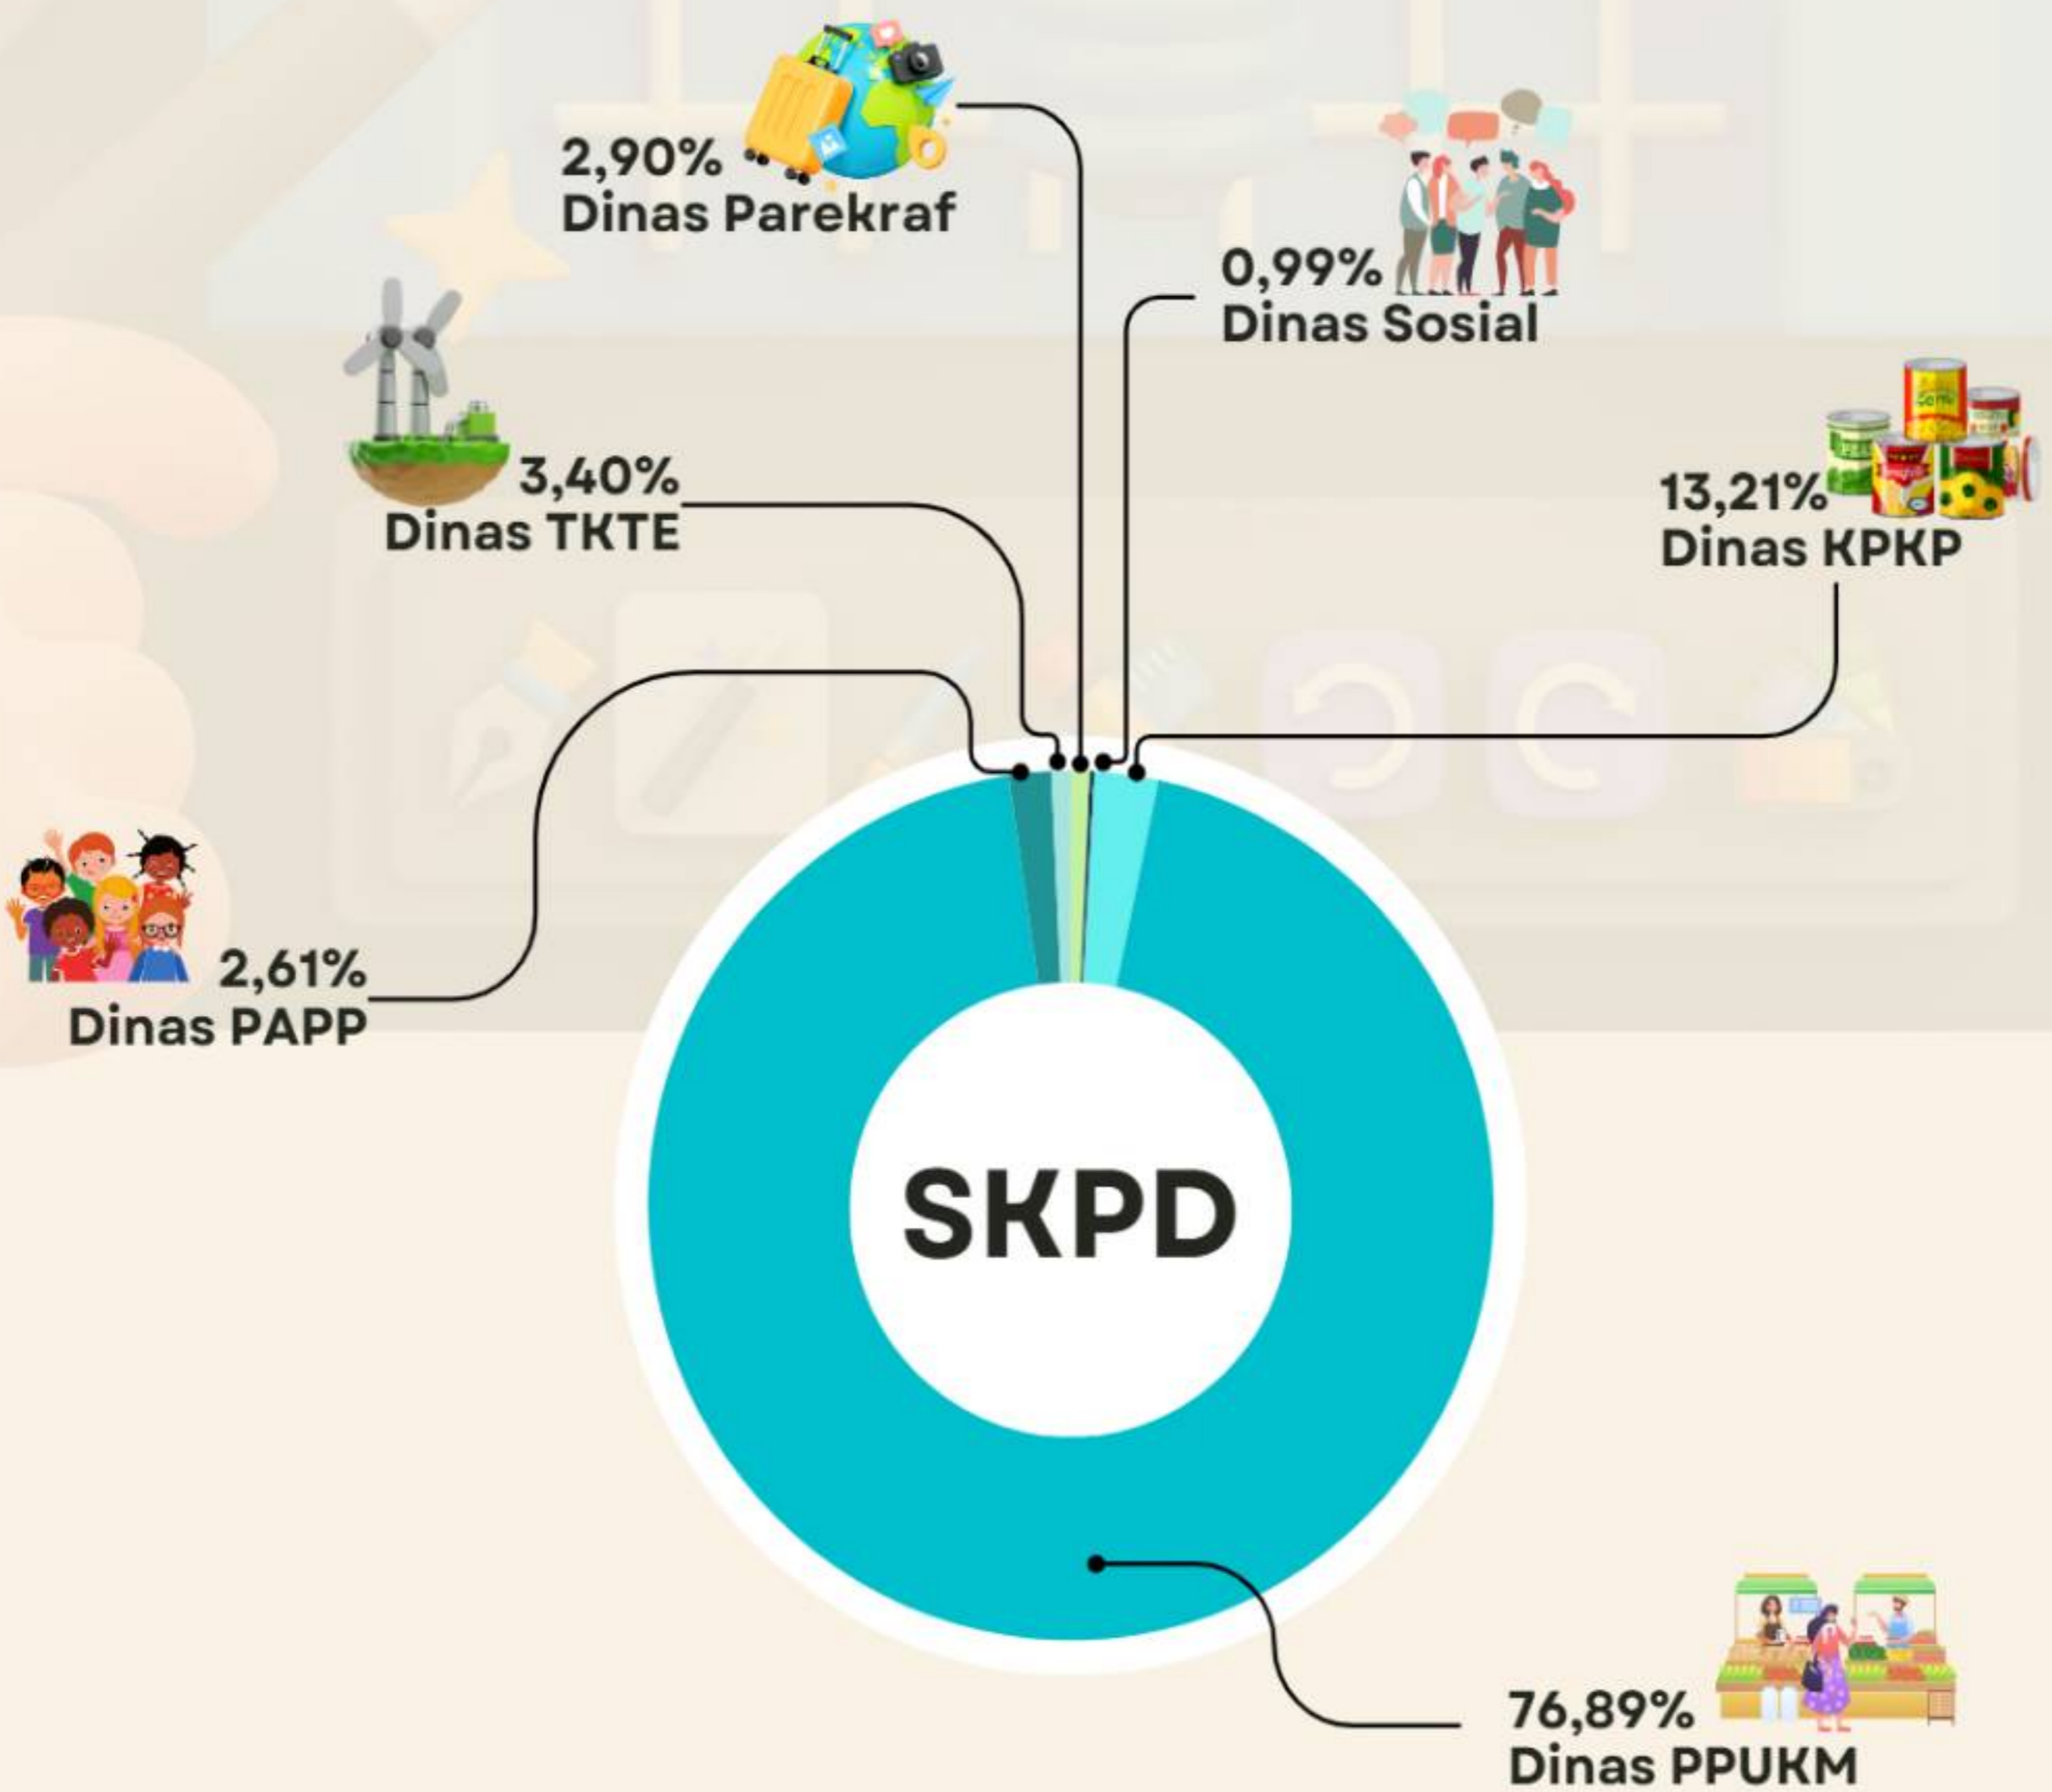 2,90%
Dinas Parekraf
0,99%
Dinas Sosial
3,40%
Dinas TKTE
13,21%
Dinas KPKP
2,61%
Dinas PAPP
SKPD
76,89%
Dinas PPUKM